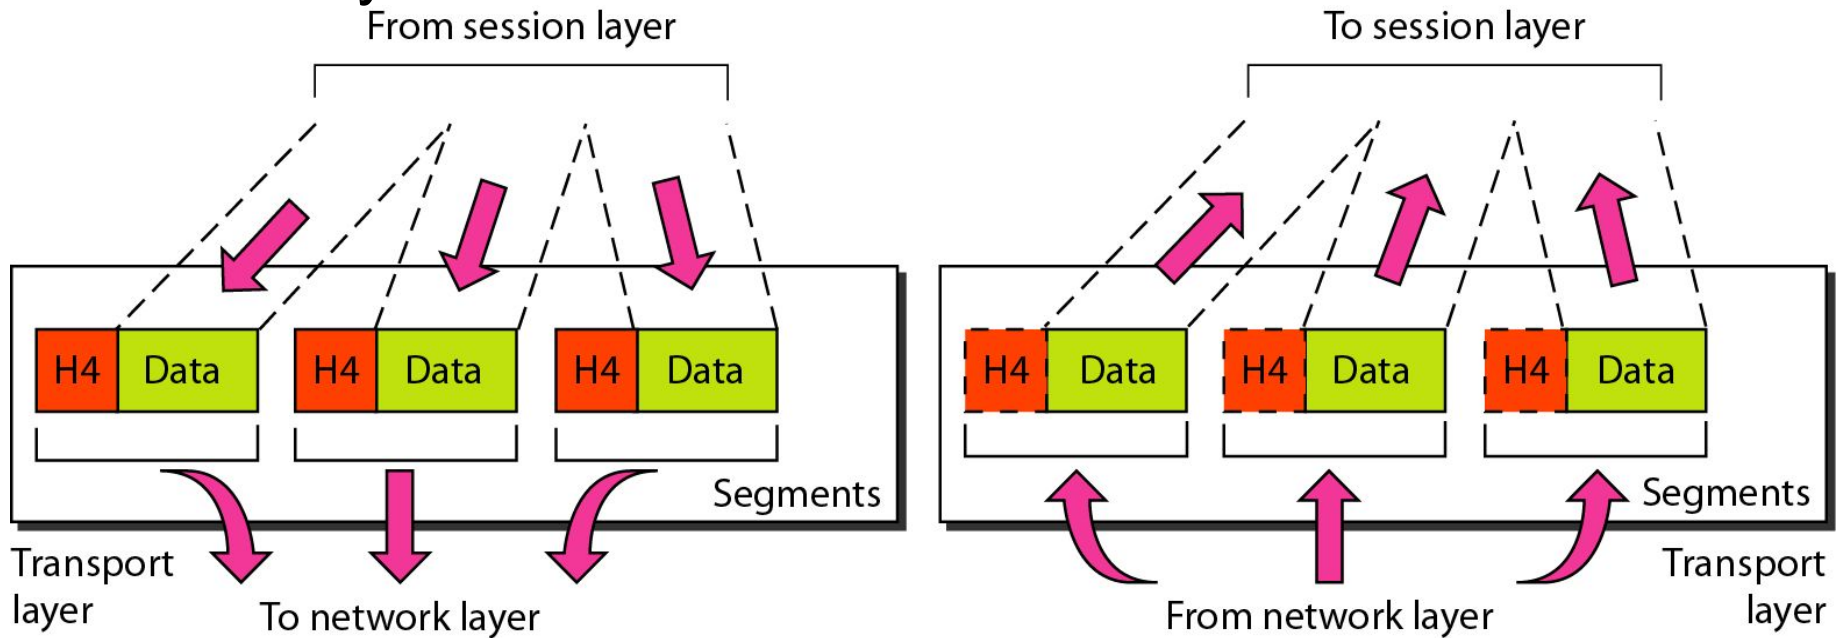 From session layer
H4 Data H4 Data H4 Data
Segments
Transport
layer
To network layer
To session layer
H4 Data H4 Data H4 Data
Segments
From network layer
Transport
layer